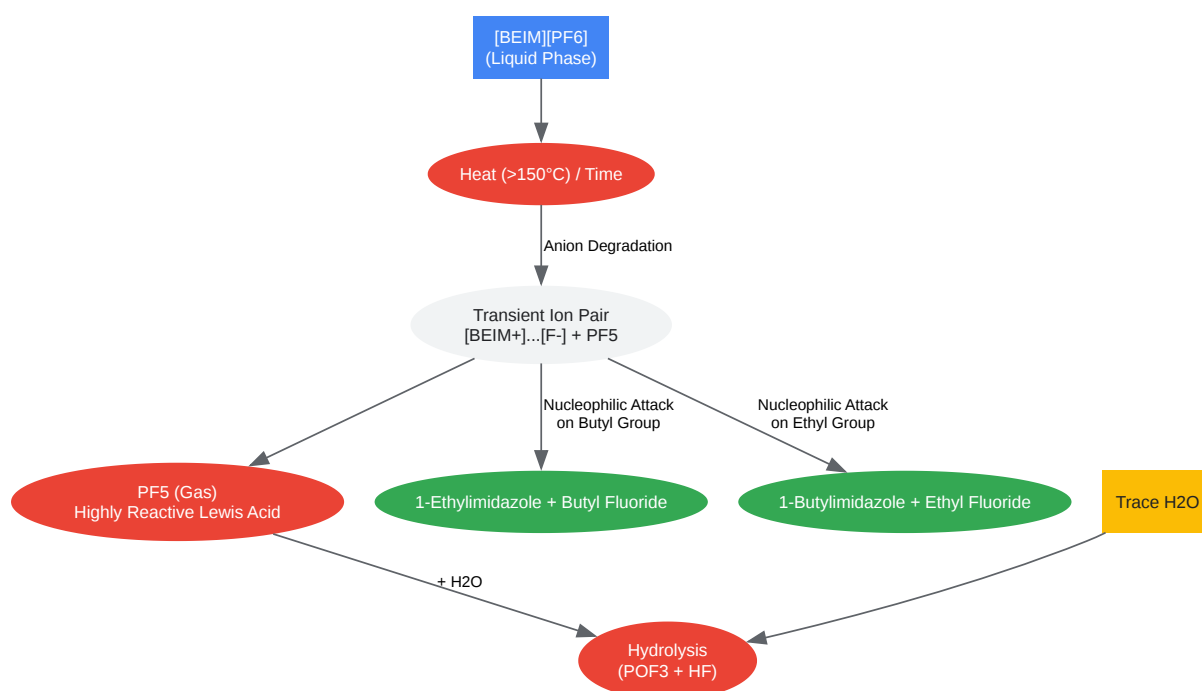 [BEIM][PF6]
(Liquid Phase)
Heat (>150°C) / Time
Anion Degradation
Transient Ion Pair
[BEIM+]...[F-] + PF5
Nucleophilic Attack
on Butyl Group
Nucleophilic Attack
on Ethyl Group
PF5 (Gas)
Highly Reactive Lewis Acid
1-Ethylimidazole + Butyl Fluoride
1-Butylimidazole + Ethyl Fluoride
Trace H2O
+ H2O
Hydrolysis
(POF3 + HF)